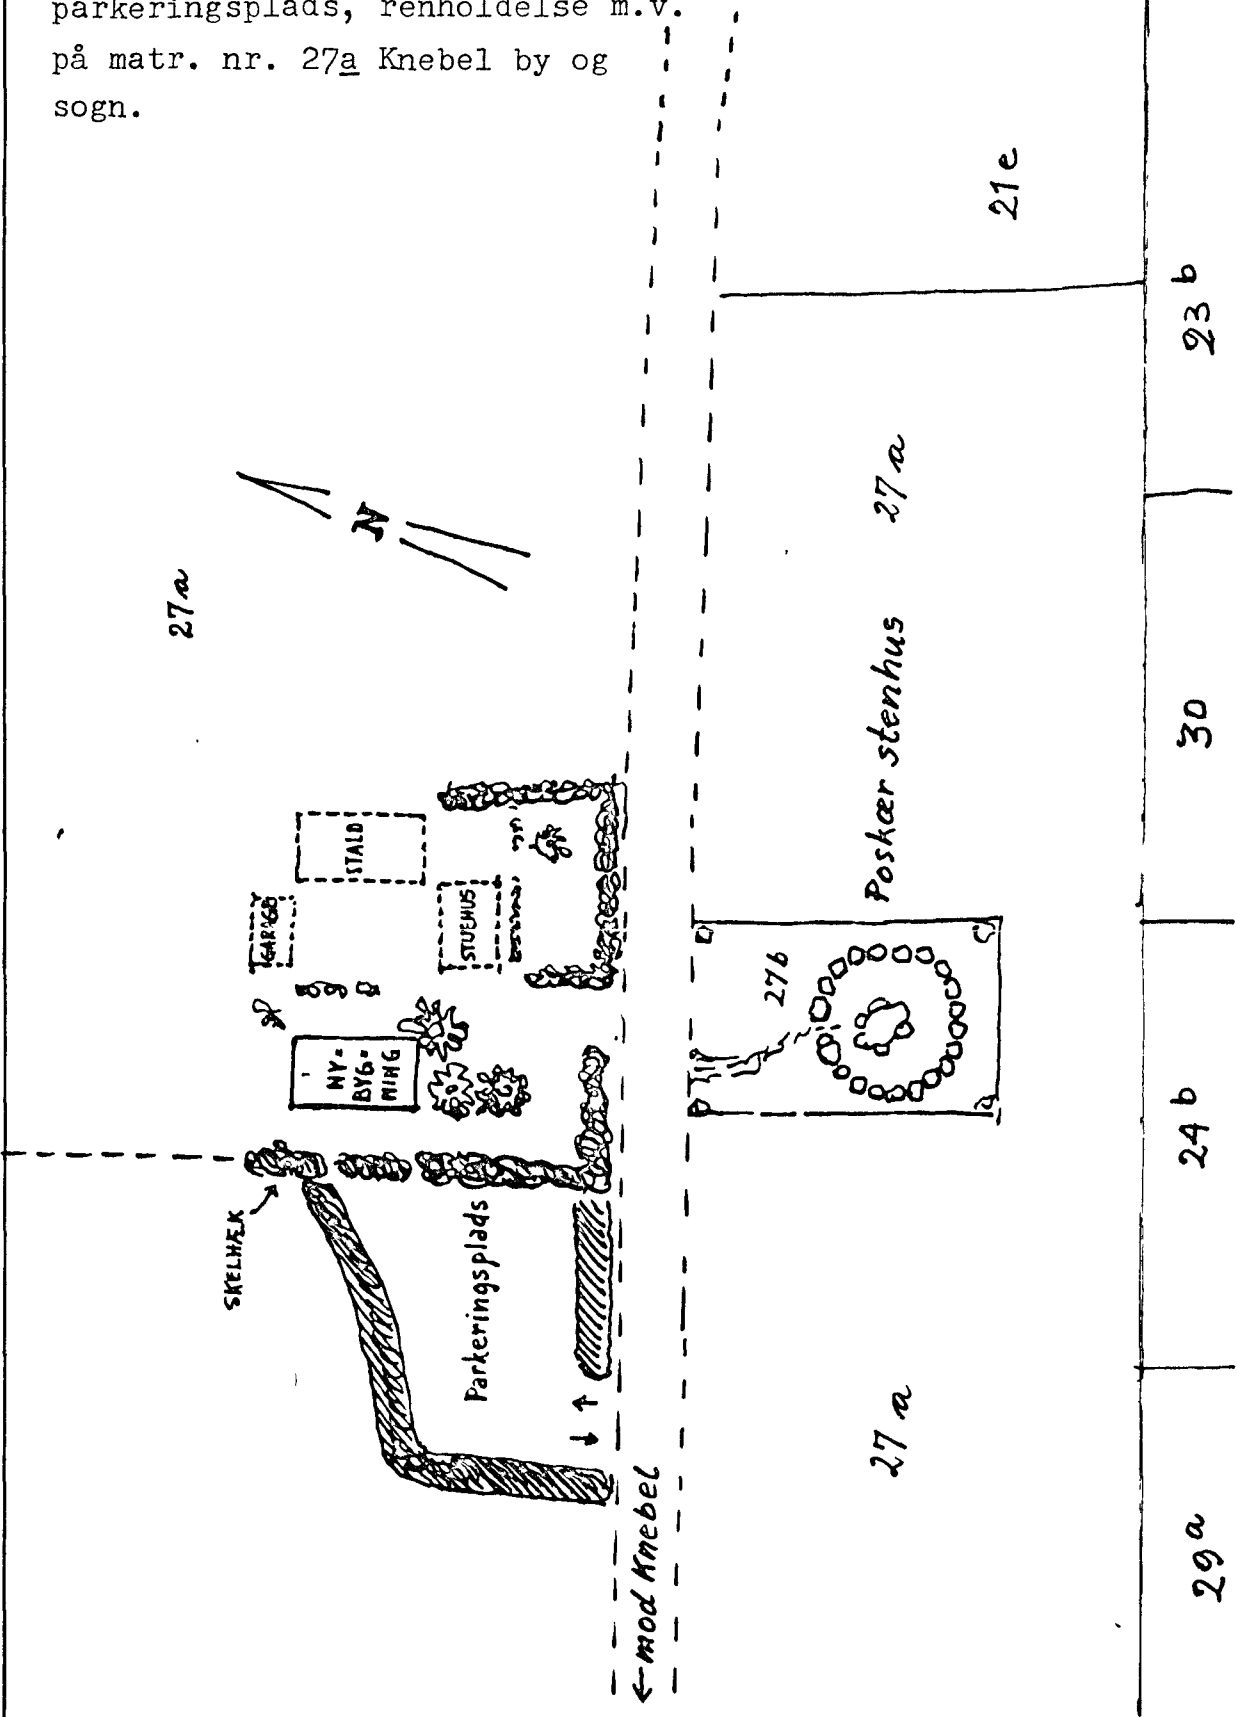 parkeringsplads, renholdelse m.v.
på matr. nr. 27a Knebel by og
sogn.
21e
23b
27a
N
27a
Poskær stenhus
30
STALD
GARAGE
STUEHUS
27b
NY=
BYG=
NING
24b
SKELHÆK
Parkeringsplads
27a
←mod Knebel
29a